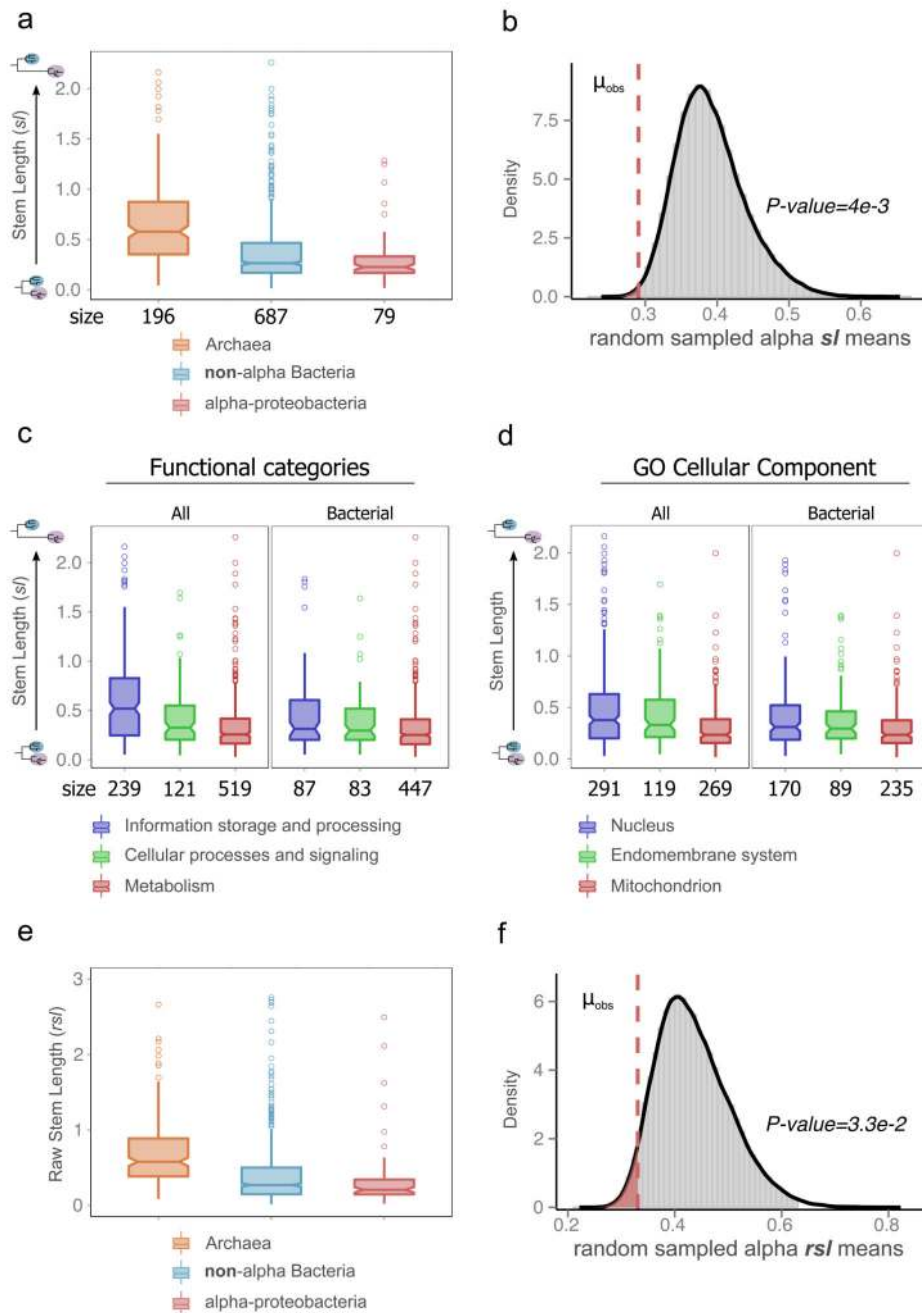 a
Stem Length (sl)
2.0
1.5
1.0
0.5
0.0
size 196 687 79
Archaea
non-alpha Bacteria
alpha-proteobacteria
b
μobs
Density
7.5
5.0
2.5
0.0
P-value=4e-3
0.3 0.4 0.5 0.6
random sampled alpha sl means
c
Functional categories
All Bacterial
Stem Length (sl)
2.0
1.5
1.0
0.5
0.0
size 239 121 519 87 83 447
Information storage and processing
Cellular processes and signaling
Metabolism
d
GO Cellular Component
All Bacterial
Stem Length
2.0
1.5
1.0
0.5
0.0
291 119 269 170 89 235
Nucleus
Endomembrane system
Mitochondrion
e
Raw Stem Length (rsl)
3
2
1
0
Archaea
non-alpha Bacteria
alpha-proteobacteria
f
μobs
Density
6
4
2
0
P-value=3.3e-2
0.2 0.4 0.6 0.8
random sampled alpha rsl means